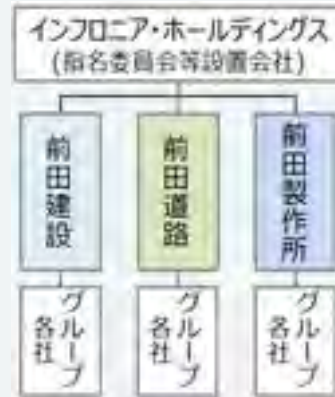 インフロニア・ホールディングス
(指名委員会等設置会社)
前田建設
前田道路
前田製作所
グループ
各社
グループ
各社
グループ
各社